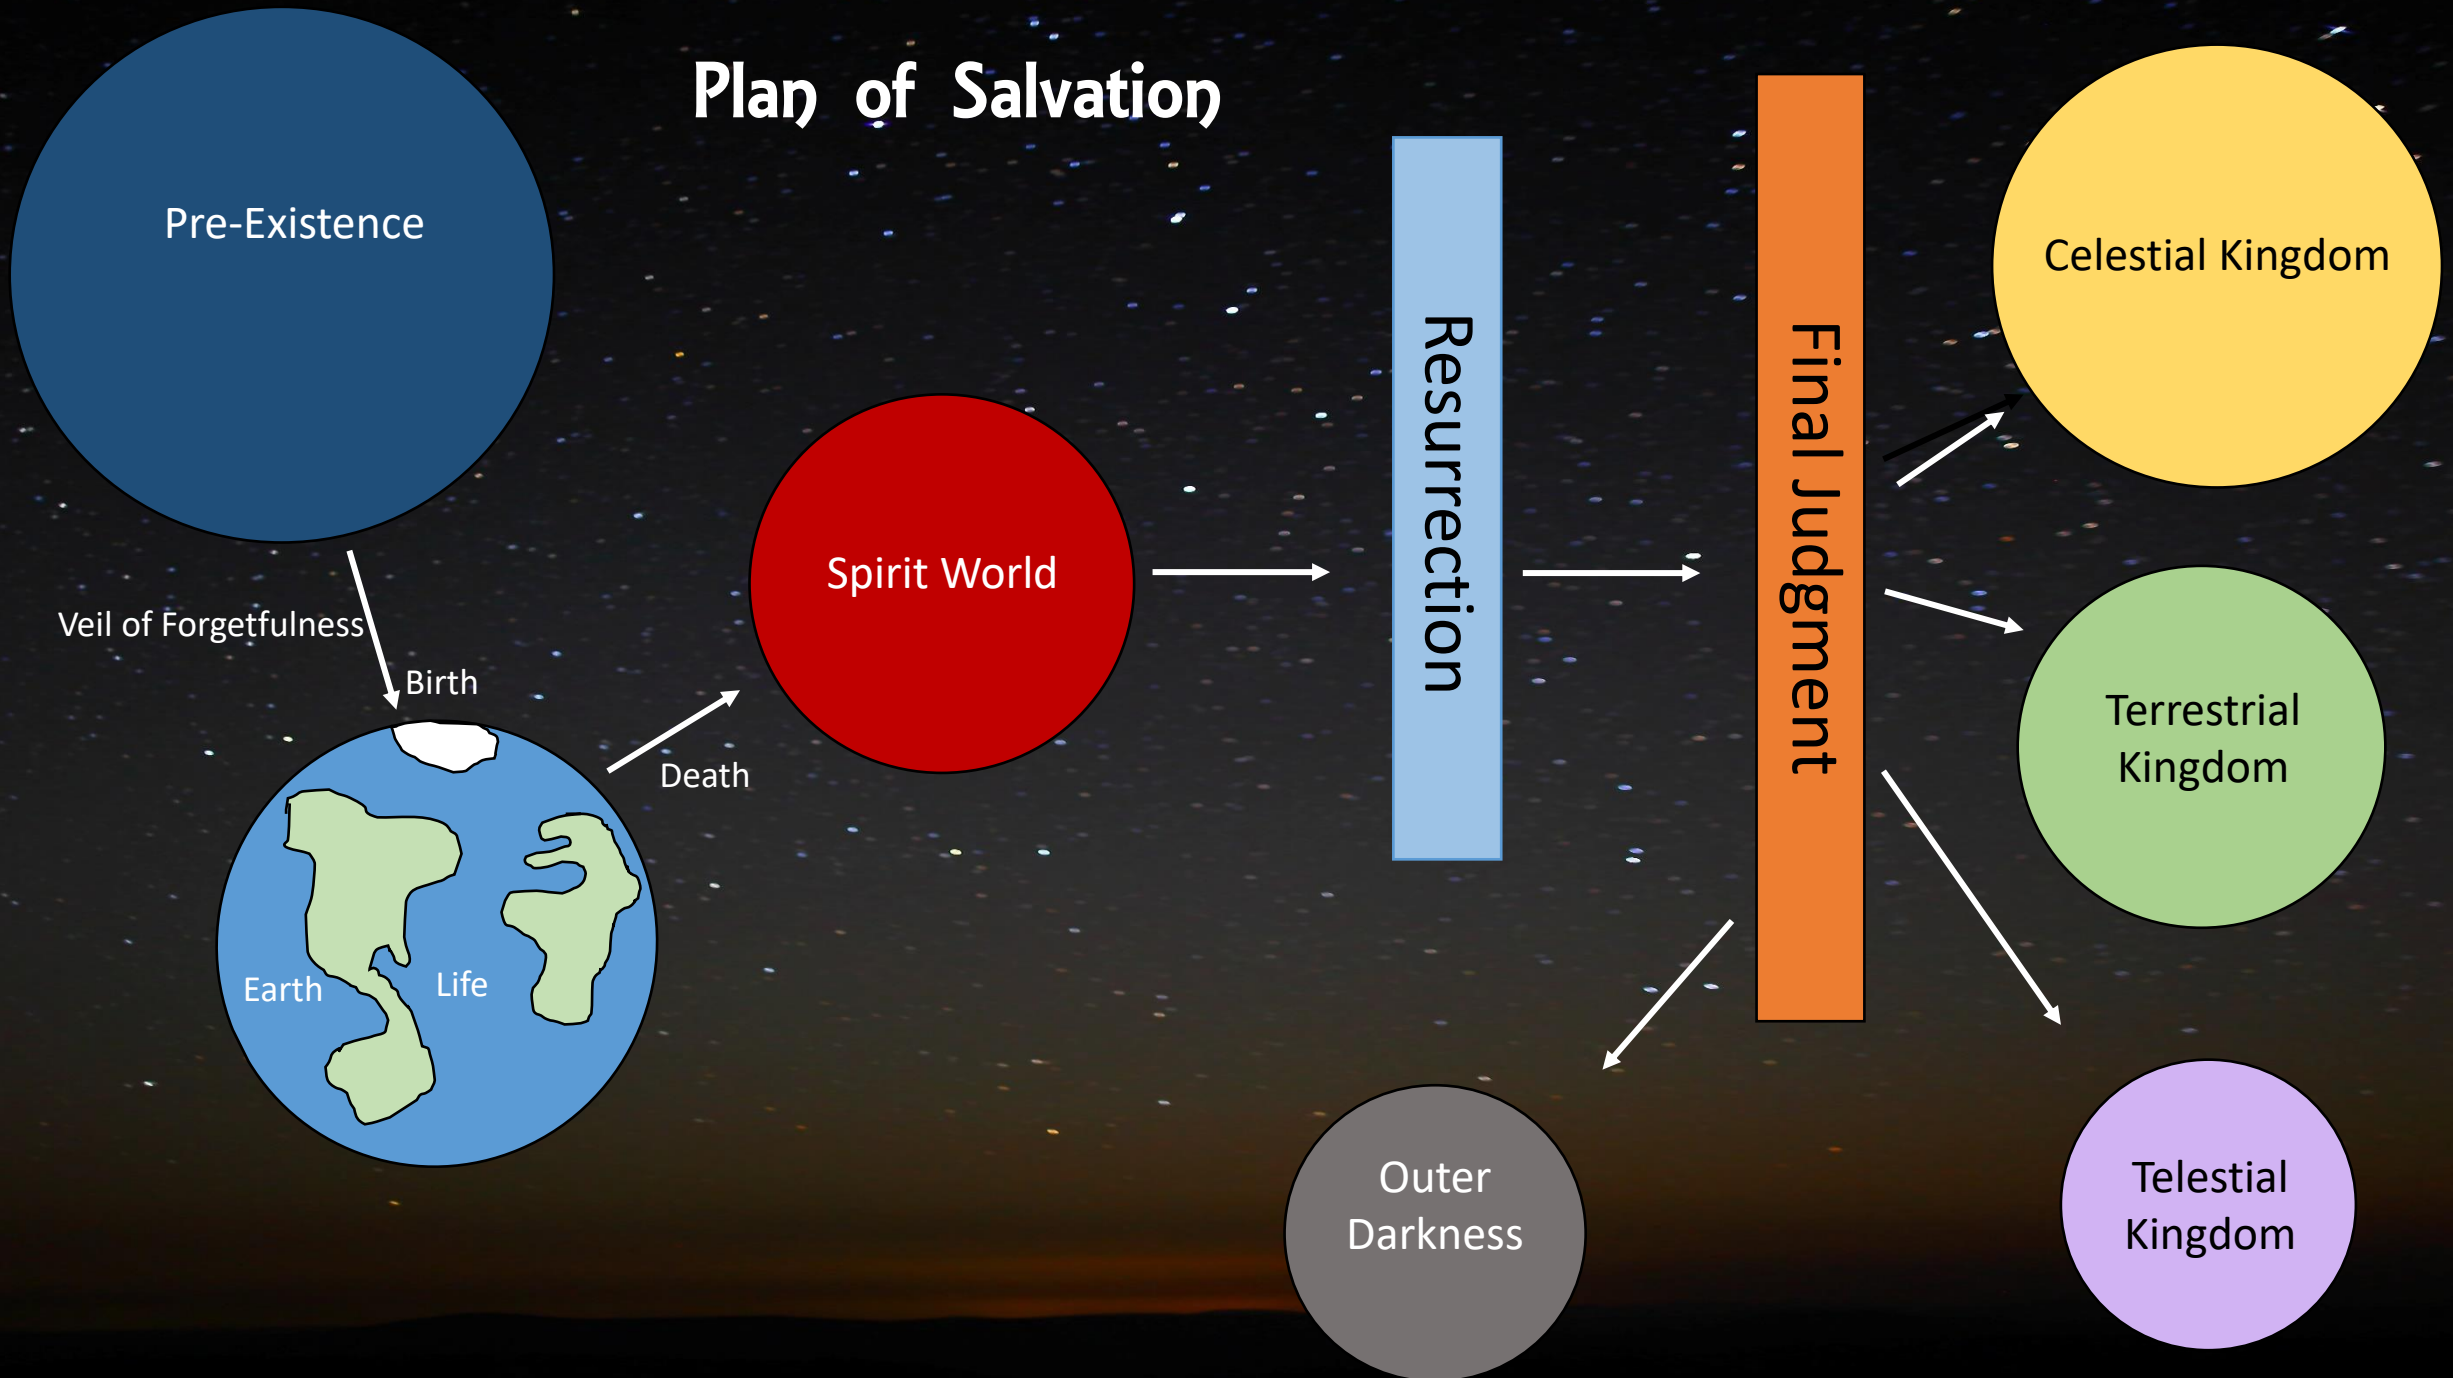 Plan of Salvation
Pre-Existence
Veil of Forgetfulness
Birth
Earth
Life
Death
Spirit World
Resurrection
Final Judgment
Celestial Kingdom
Terrestrial
Kingdom
Telestial
Kingdom
Outer
Darkness